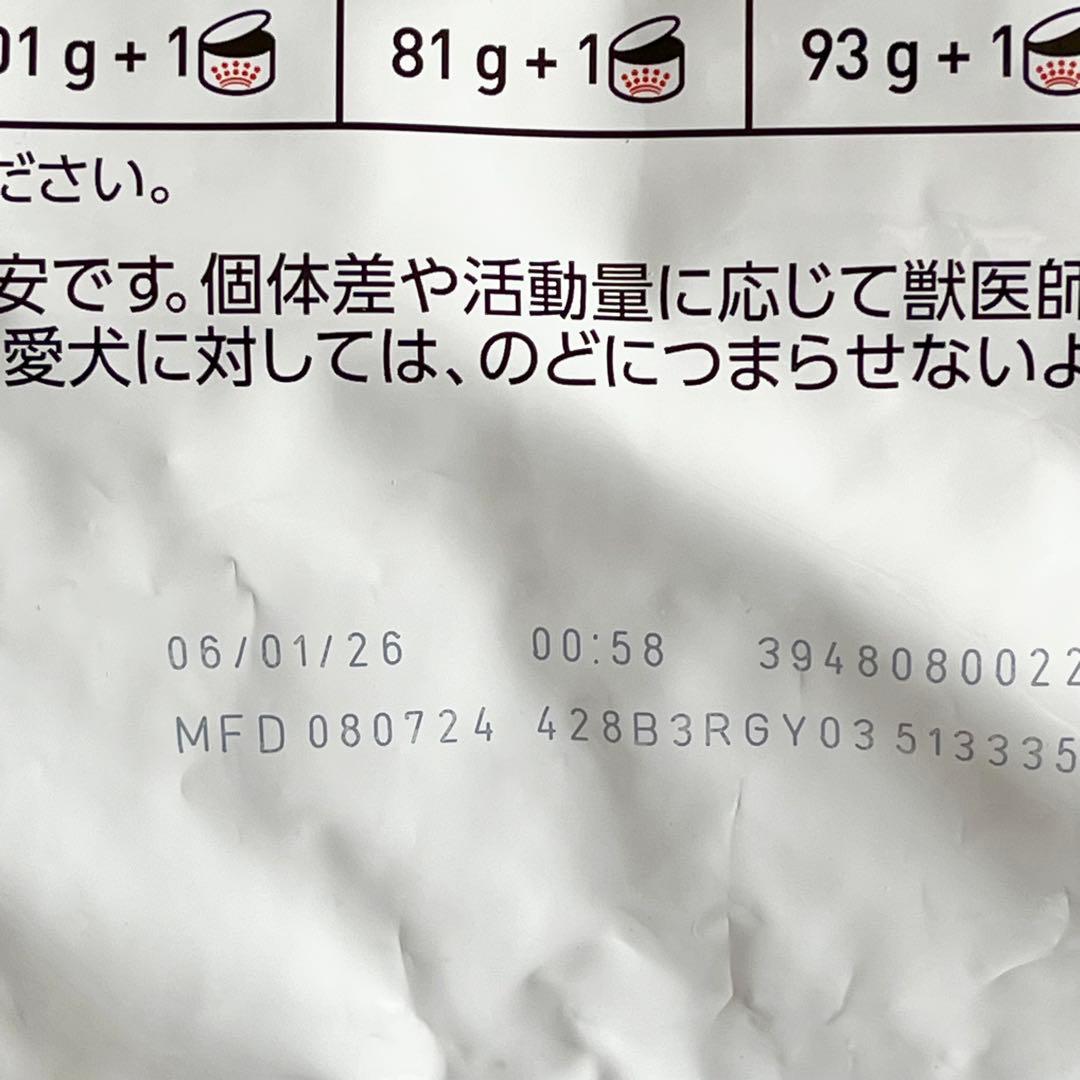 01 g + 1
81 g + 1
93 g + 1
ださい。
安です。個体差や活動量に応じて獣医師
愛犬に対しては、のどにつまらせないよ
06/01/26 00:58 3948080022
MFD 080724 428B3RGY03 513335